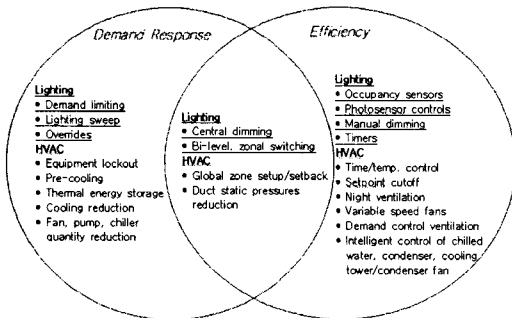 Demand Response
Efficiency
Lighting
• Demand limiting
• Lighting sweep
• Overrides
HVAC
• Equipment lockout
• Pre-cooling
• Thermal energy storage
• Cooling reduction
• Fan, pump, chiller
quantity reduction
Lighting
• Central dimming
• Bi-level, zonal switching
HVAC
• Global zone setup/setback
• Duct static pressures
reduction
Lighting
• Occupancy sensors
• Photosensor controls
• Manual dimming
• Timers
HVAC
• Time/temp. control
• Setpoint cutoff
• Night ventilation
• Variable speed fans
• Demand control ventilation
• Intelligent control of chilled
water, condenser, cooling
tower/condenser fan